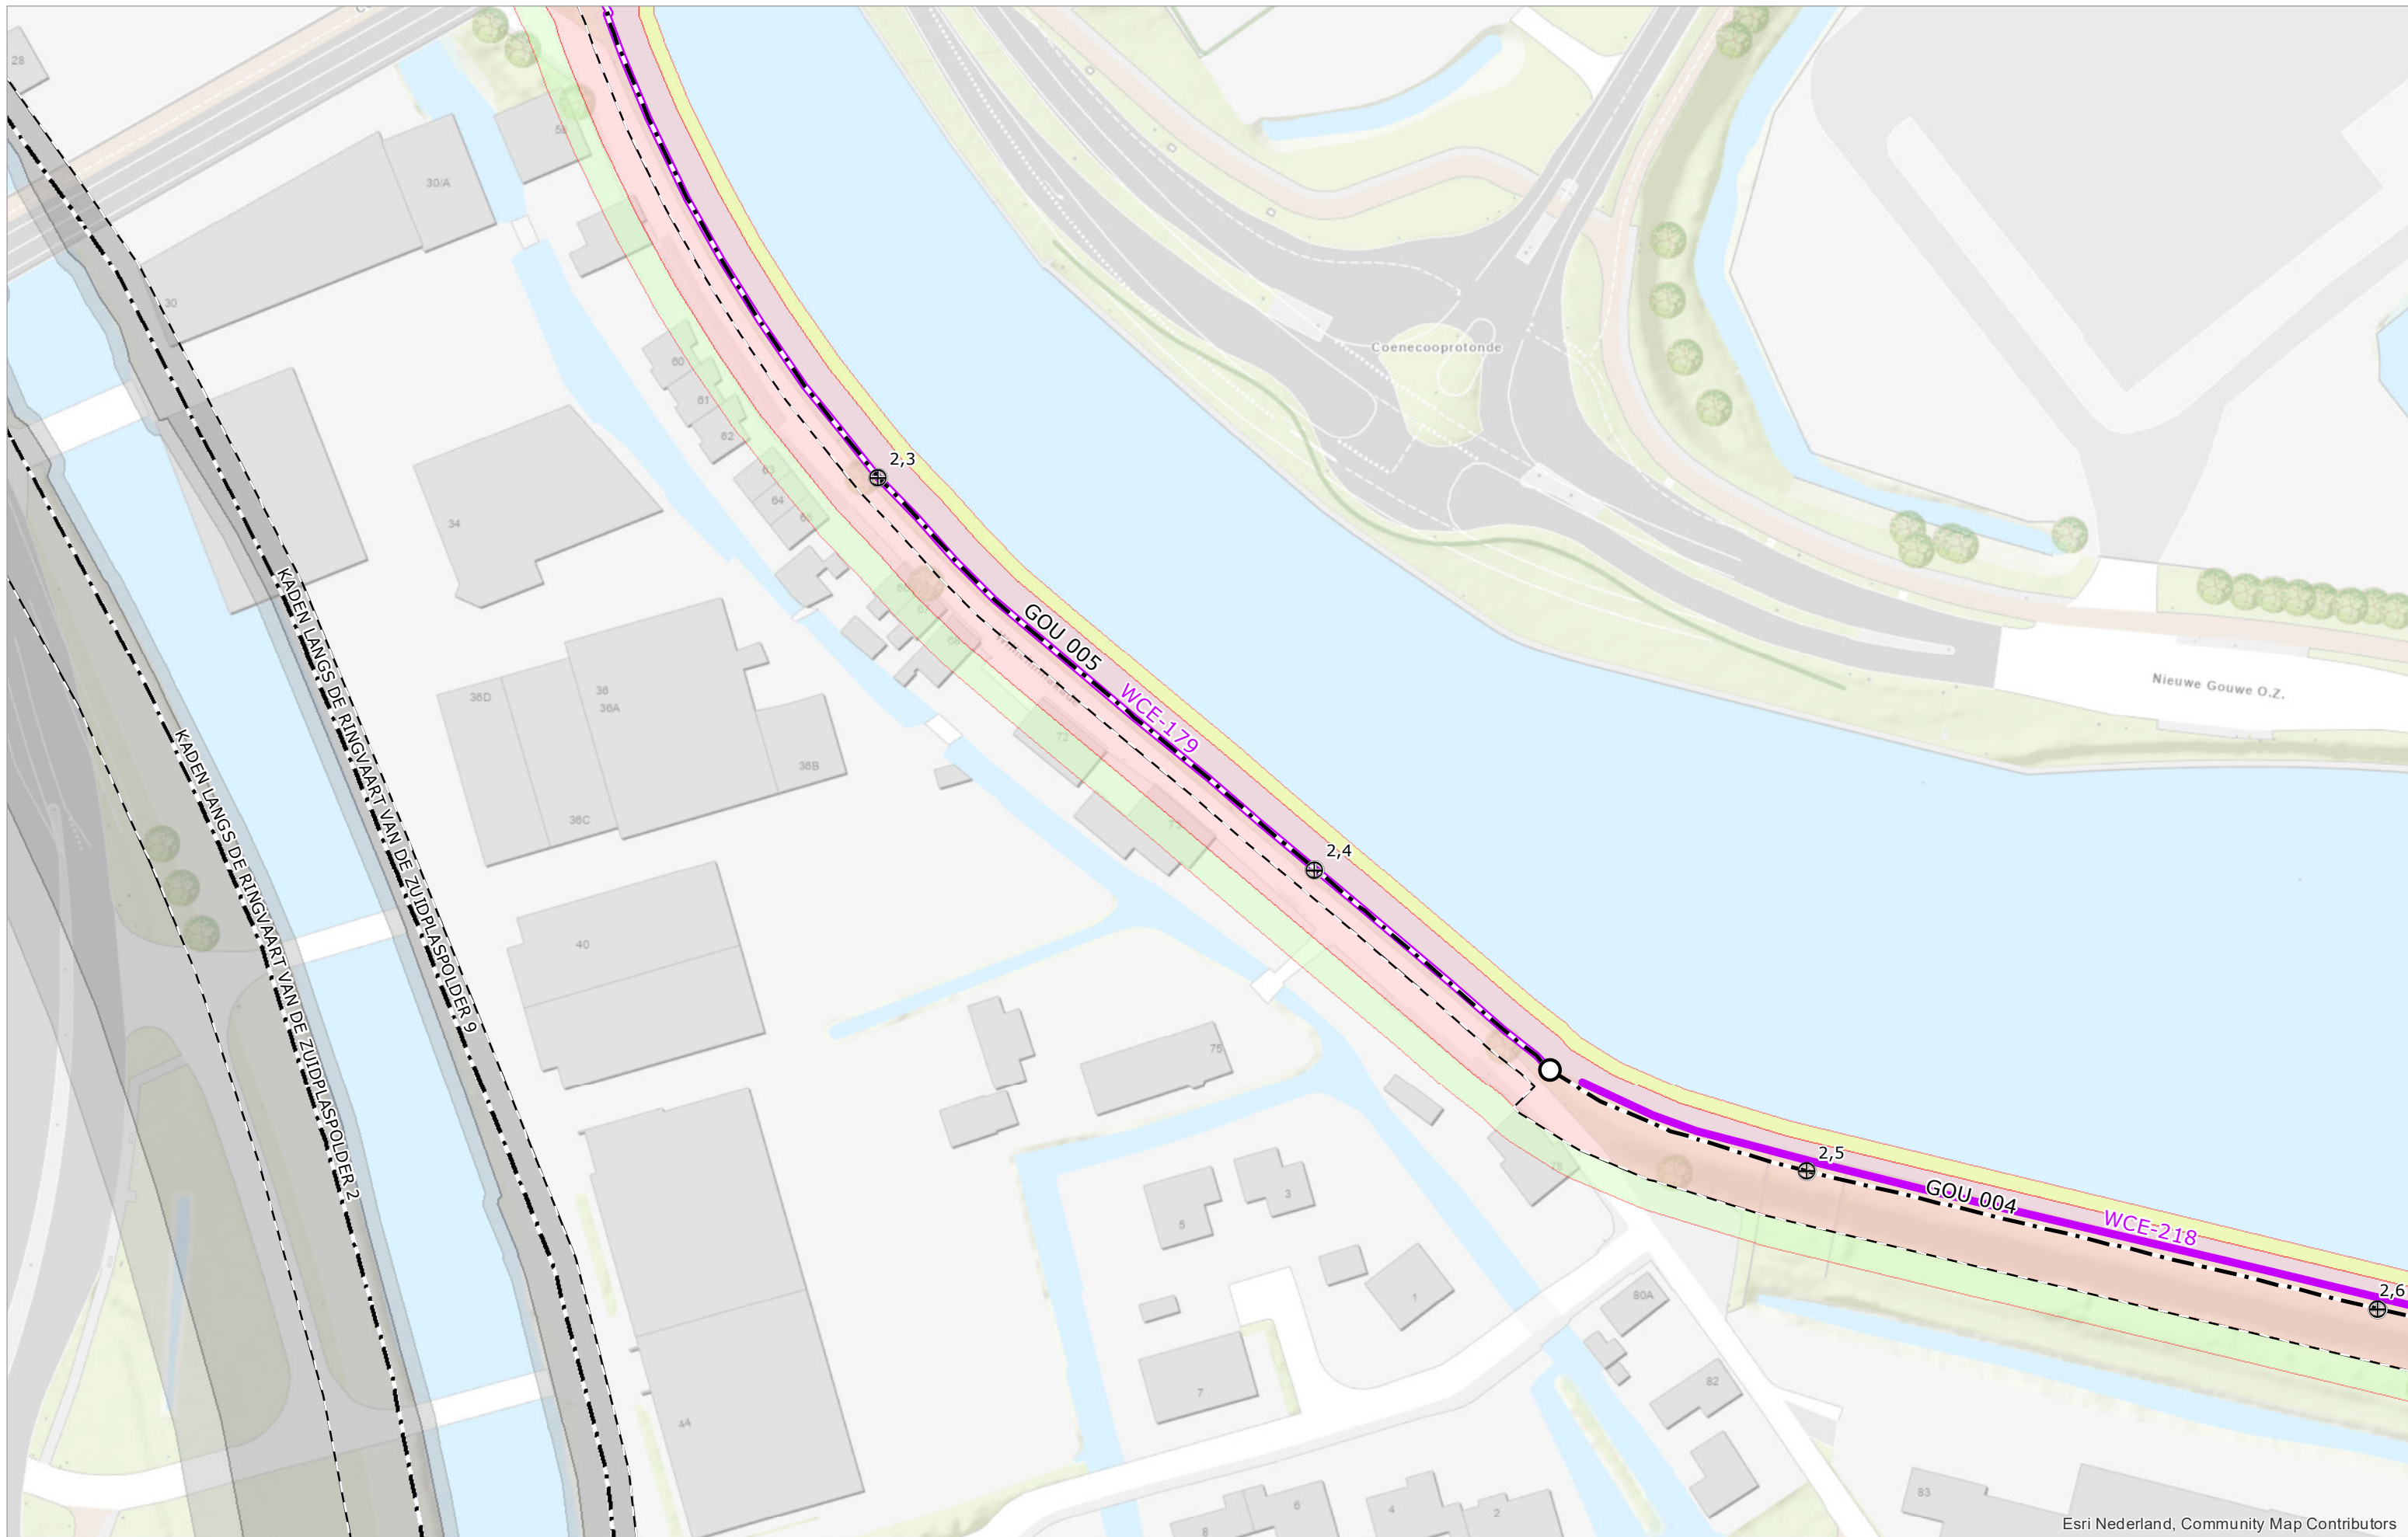 28
30/A
30
60
61
62
2,3
Coenecooprotonde
63
64
34
GOU 005
WCE-179
Nieuwe Gouwe O.Z.
36D
36
36A
36B
36C
72
73
2,4
KADEN LANGS DE RINGVAART VAN DE ZUIDPLASPOLDER 9
KADEN LANGS DE RINGVAART VAN DE ZUIDPLASPOLDER 2
40
75
2,5
GOU 004
WCE-218
2,6
3
5
1
7
80A
82
44
83
8
6
4
2
Esri Nederland, Community Map Contributors